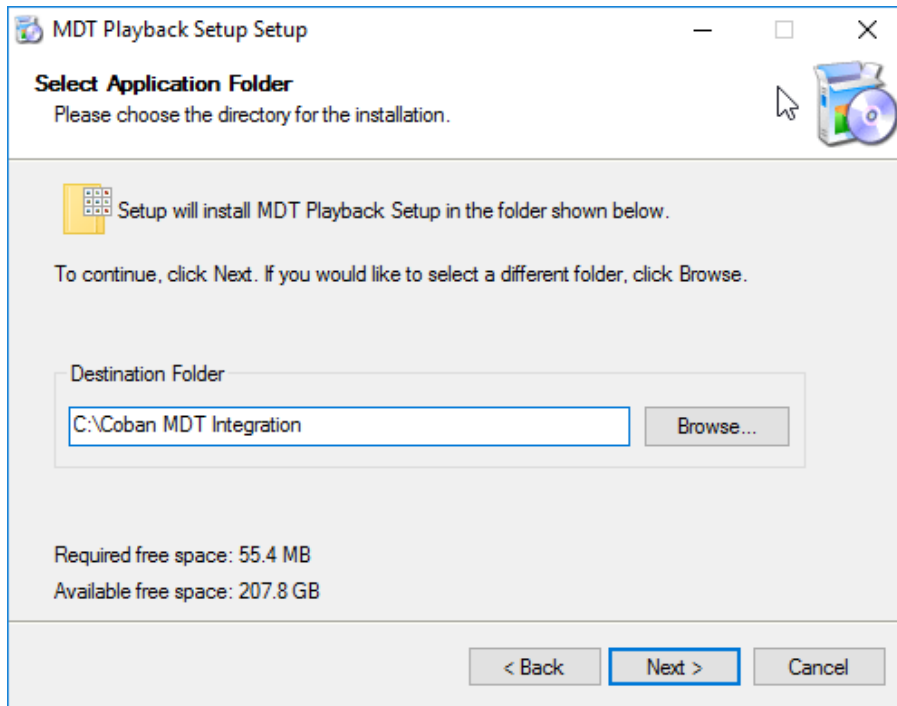 MDT Playback Setup Setup
Select Application Folder
Please choose the directory for the installation.
Setup will install MDT Playback Setup in the folder shown below.
To continue, click Next. If you would like to select a different folder, click Browse.
Destination Folder
C:\Coban MDT Integration
Browse...
Required free space: 55.4 MB
Available free space: 207.8 GB
< Back Next > Cancel